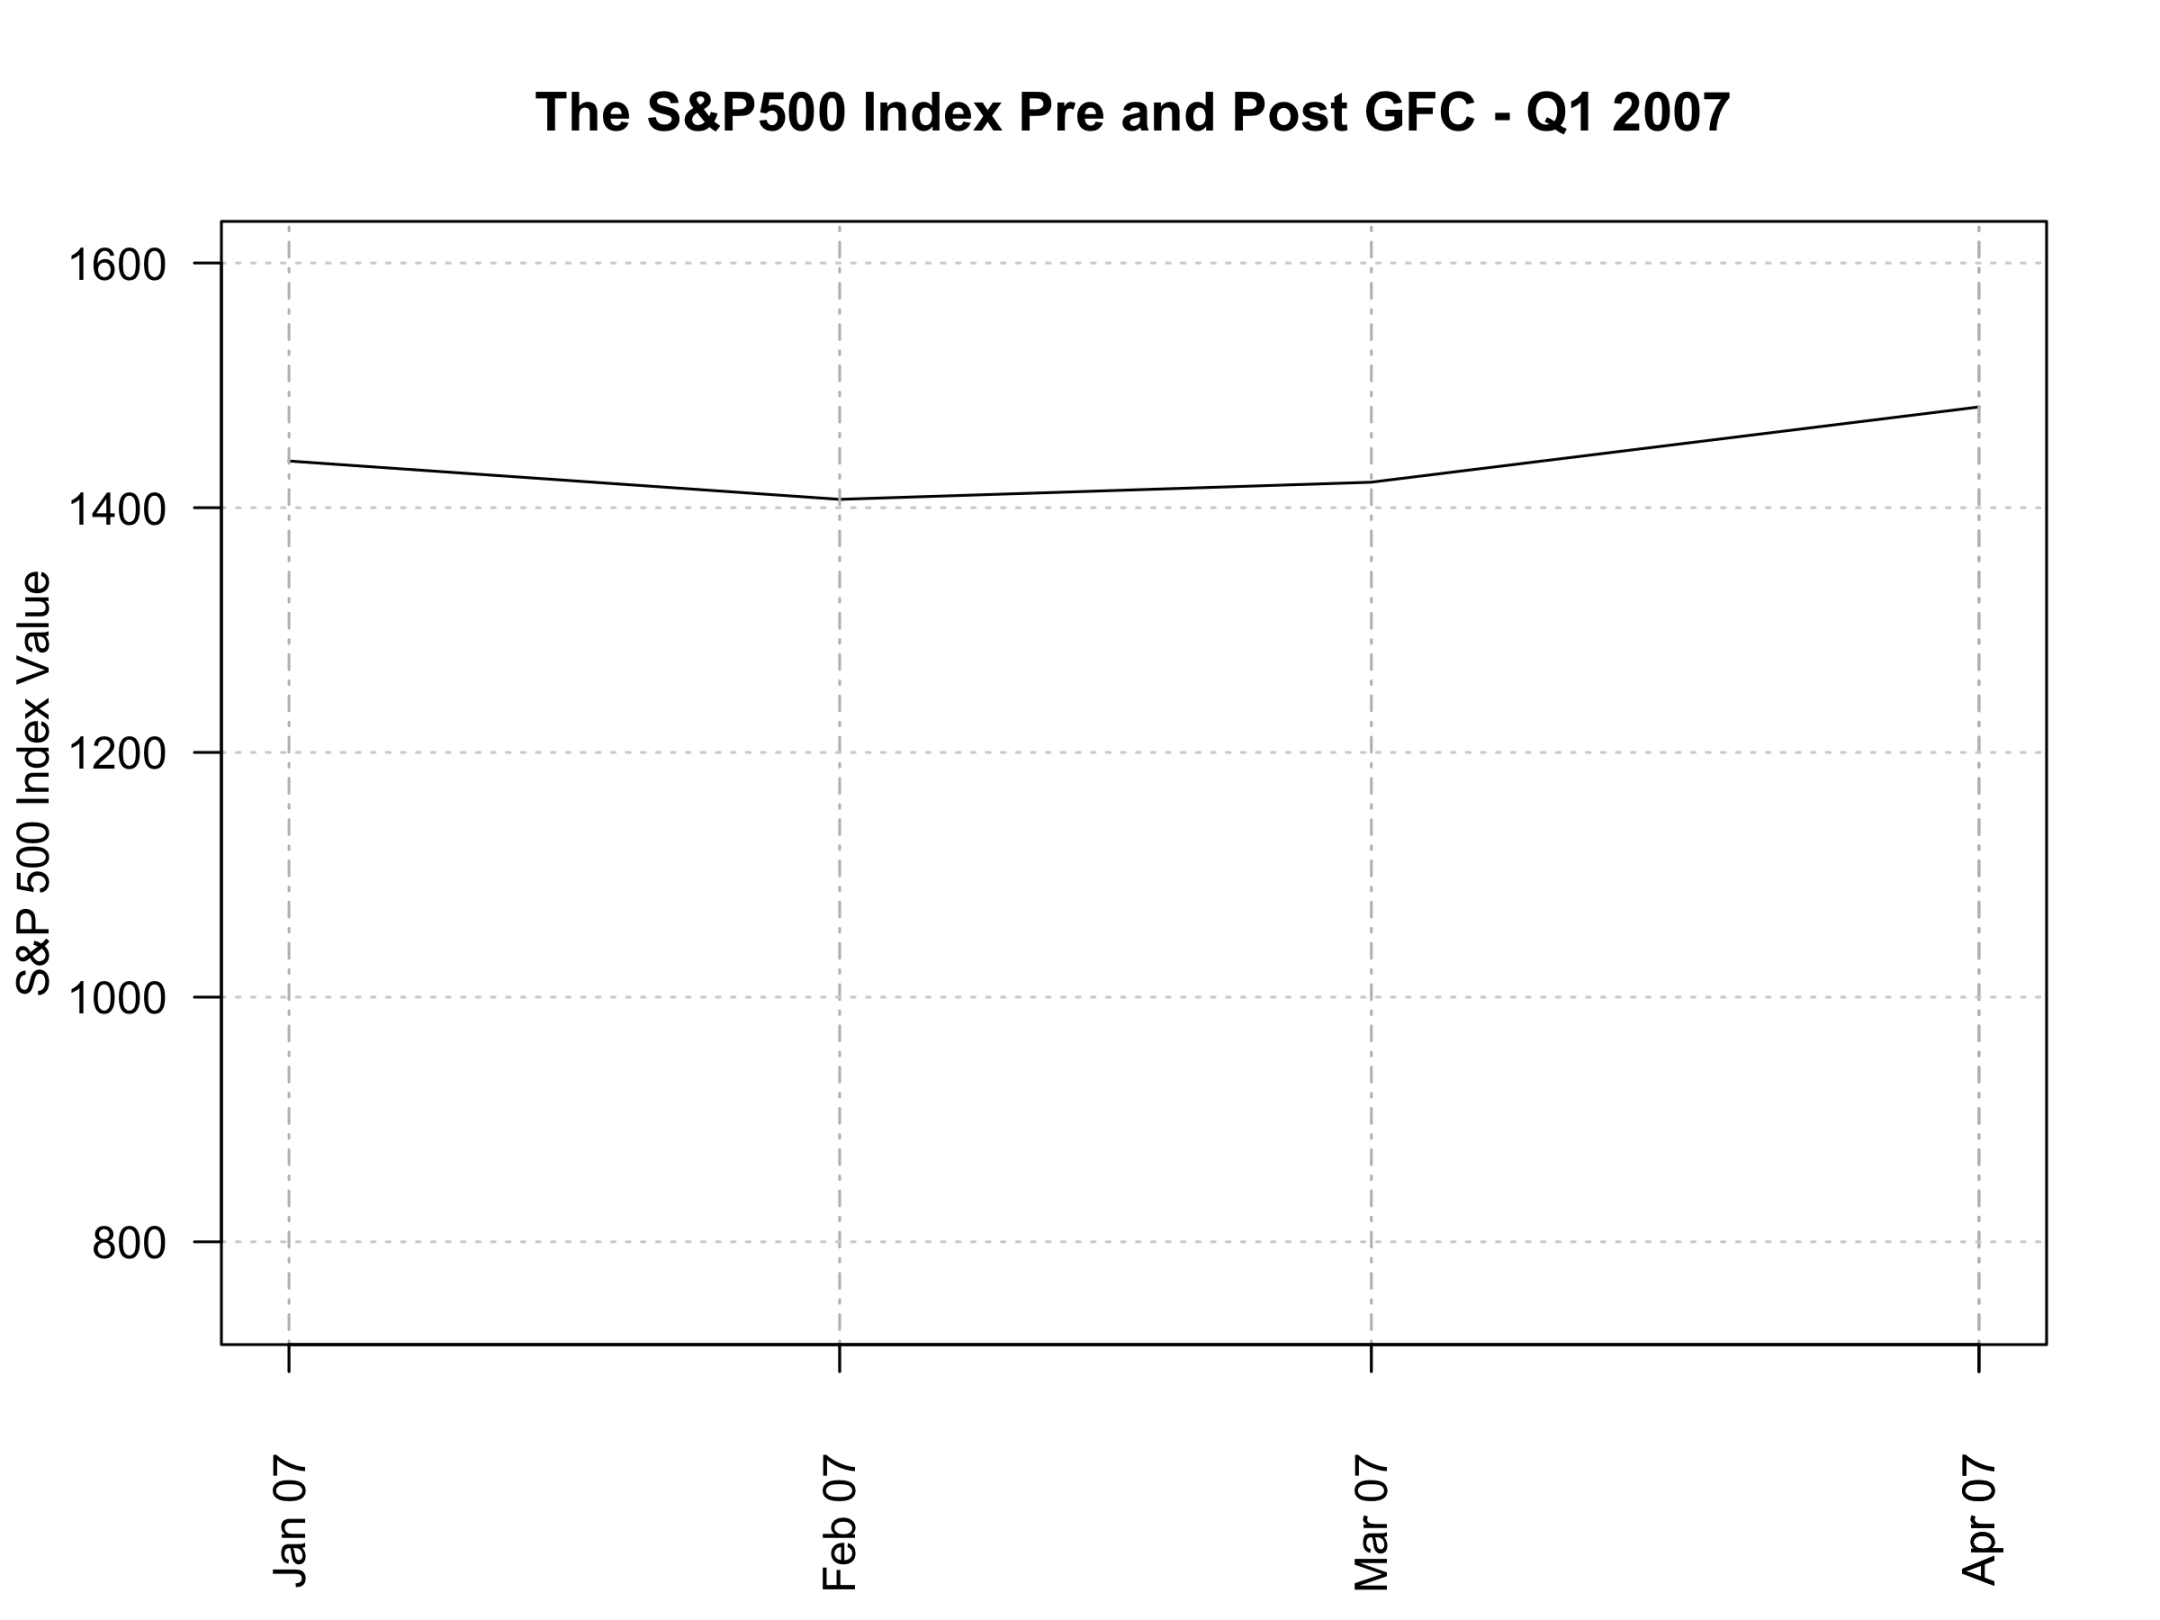 The S&P500 Index Pre and Post GFC - Q1 2007
S&P 500 Index Value
1600
1400
1200
1000
800
Jan 07
Feb 07
Mar 07
Apr 07